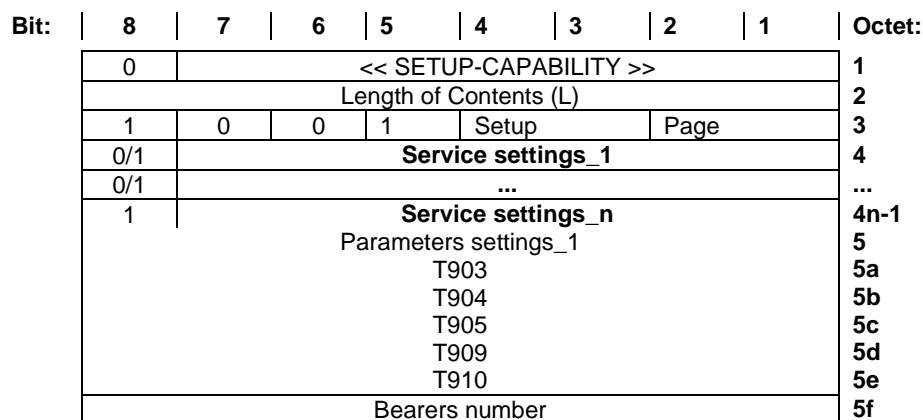 Bit: 8 7 6 5 4 3 2 1 Octet:
0 << SETUP-CAPABILITY >> 1
Length of Contents (L) 2
1 0 0 1 Setup Page 3
0/1 Service settings_1 4
0/1 ... ...
1 Service settings_n 4n-1
Parameters settings_1 5
T903 5a
T904 5b
T905 5c
T909 5d
T910 5e
Bearers number 5f